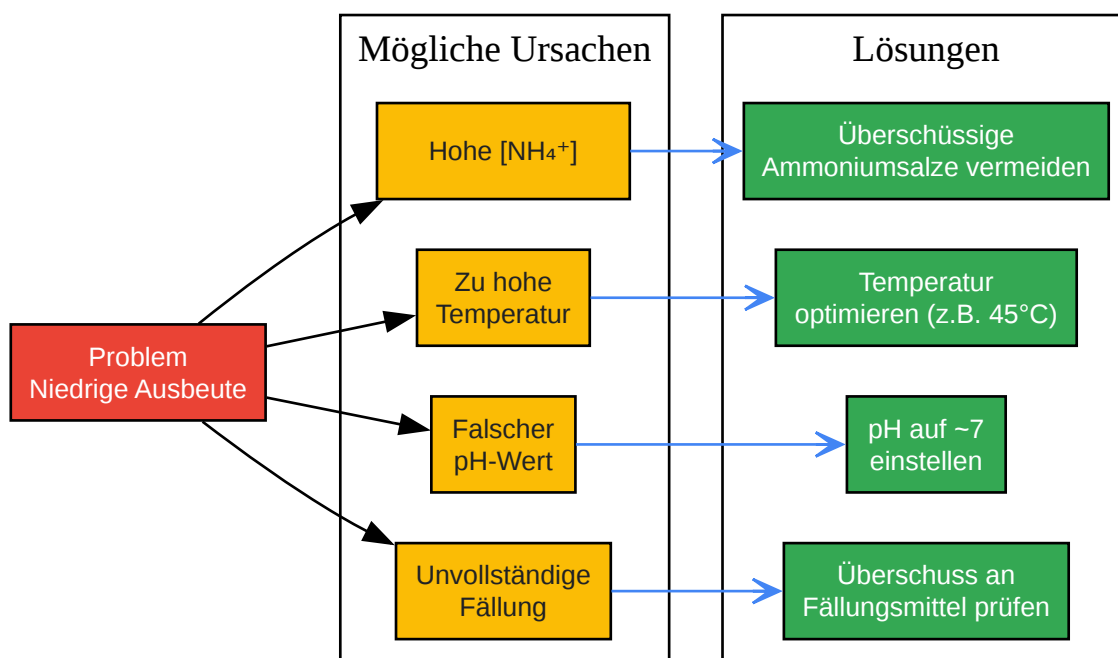 Mögliche Ursachen
Lösungen
Hohe [NH₄⁺]
Überschüssige
Ammoniumsalze vermeiden
Zu hohe
Temperatur
Temperatur
optimieren (z.B. 45°C)
Problem
Niedrige Ausbeute
Falscher
pH-Wert
pH auf ~7
einstellen
Unvollständige
Fällung
Überschuss an
Fällungsmittel prüfen